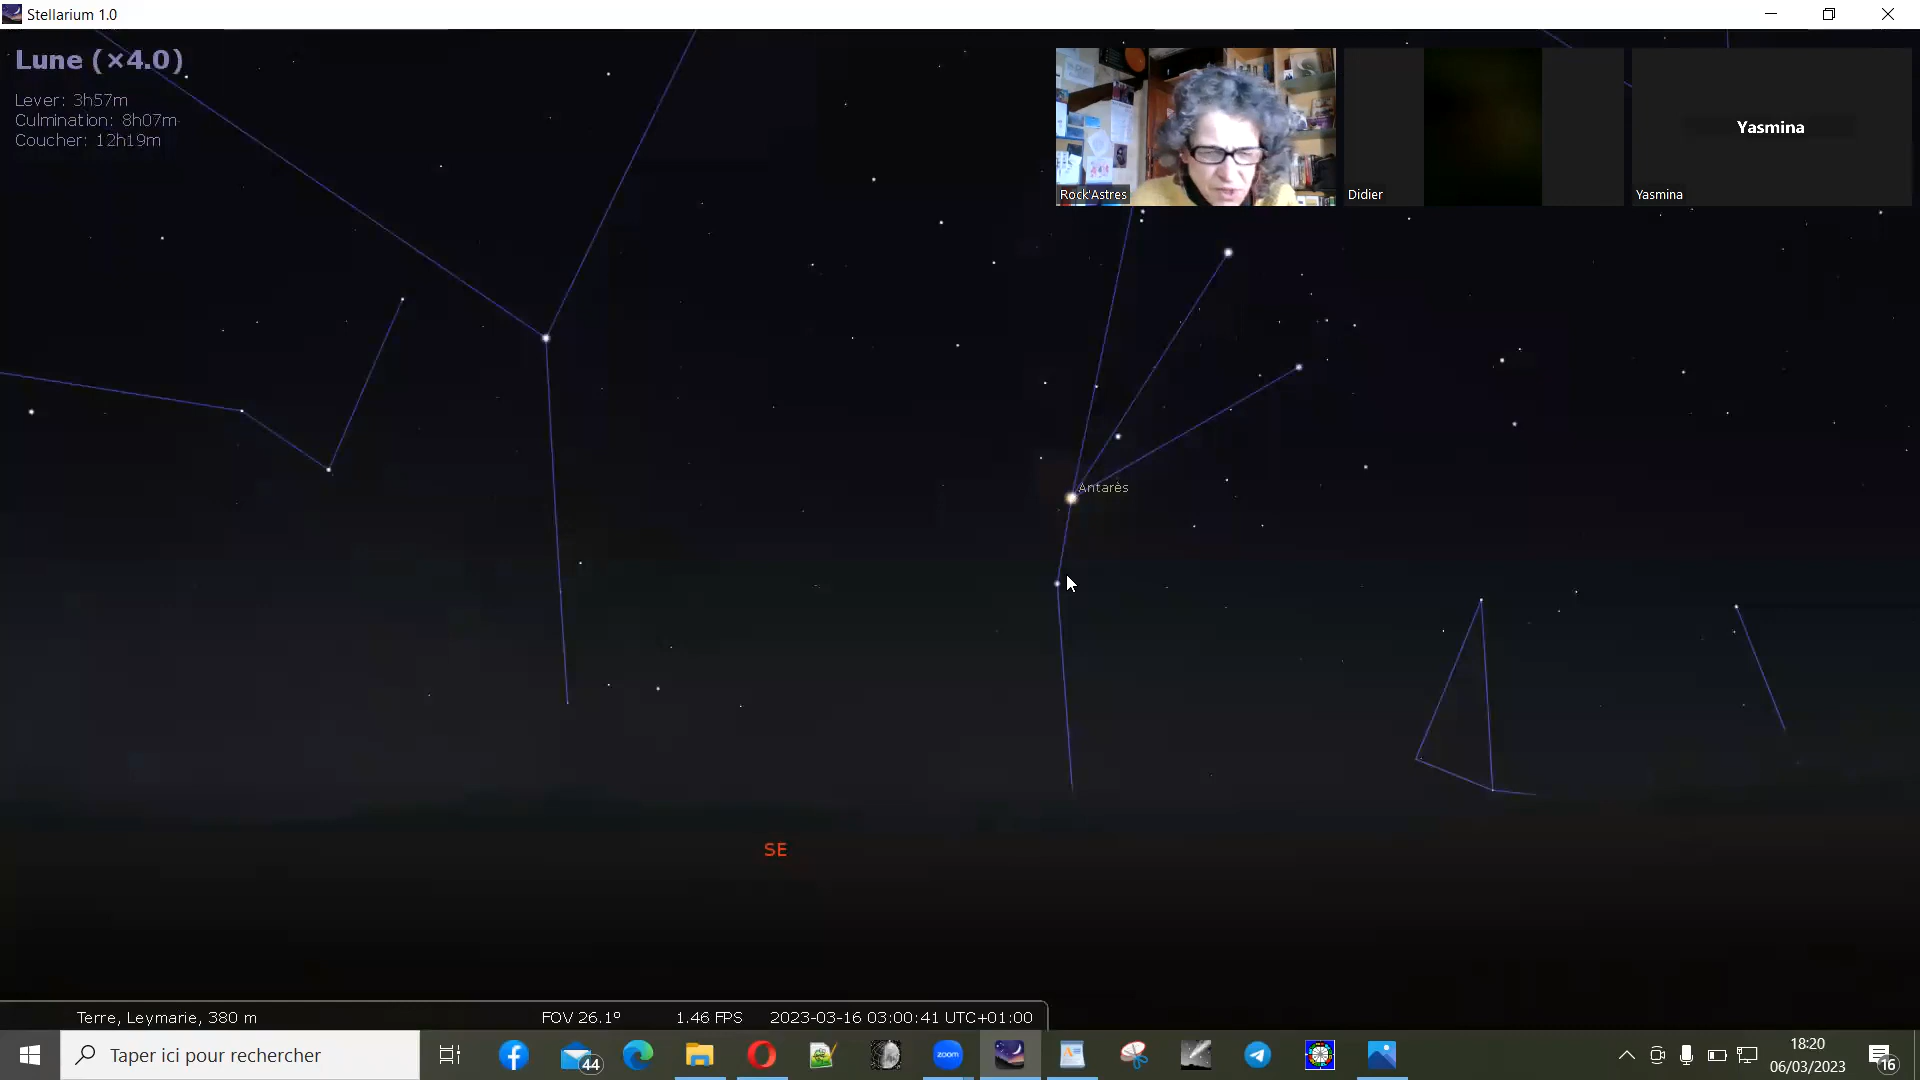 Stellarium 1.0
Lune (×4.0)
Lever: 3h57m
Culmination: 8h07m
Coucher: 12h19m
Rock'Astres
Didier
Yasmina
Yasmina
Antarès
SE
Terre, Leymarie, 380 m
FOV 26.1°
1.46 FPS
2023-03-16 03:00:41 UTC+01:00
Taper ici pour rechercher
44
zoom
18:20
06/03/2023
16